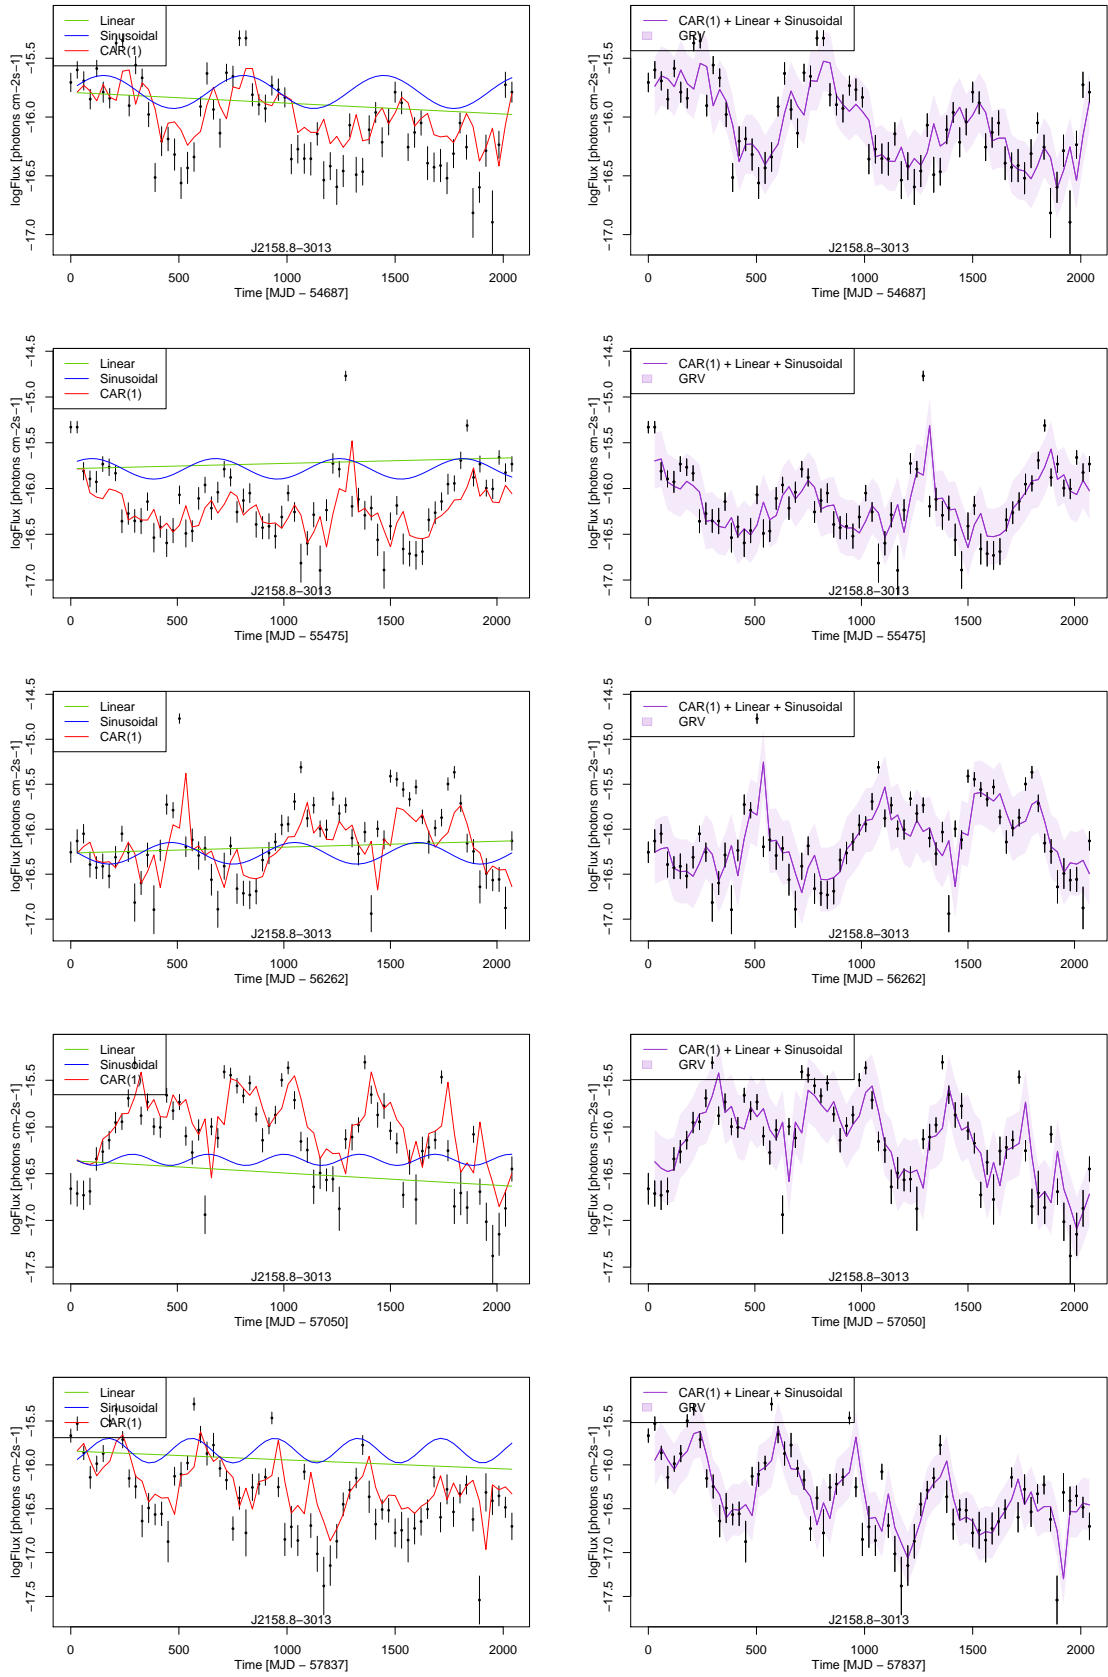 logFlux [photons cm−2s−1]
−15.5
−16.0
−16.5
−17.0
Linear
Sinusoidal
CAR(1)
J2158.8−3013
0 500 1000 1500 2000
Time [MJD − 54687]
logFlux [photons cm−2s−1]
−15.5
−16.0
−16.5
−17.0
CAR(1) + Linear + Sinusoidal
GRV
J2158.8−3013
0 500 1000 1500 2000
Time [MJD − 54687]
logFlux [photons cm−2s−1]
−14.5
−15.0
−15.5
−16.0
−16.5
−17.0
Linear
Sinusoidal
CAR(1)
J2158.8−3013
0 500 1000 1500 2000
Time [MJD − 55475]
logFlux [photons cm−2s−1]
−14.5
−15.0
−15.5
−16.0
−16.5
−17.0
CAR(1) + Linear + Sinusoidal
GRV
J2158.8−3013
0 500 1000 1500 2000
Time [MJD − 55475]
logFlux [photons cm−2s−1]
−14.5
−15.0
−15.5
−16.0
−16.5
−17.0
Linear
Sinusoidal
CAR(1)
J2158.8−3013
0 500 1000 1500 2000
Time [MJD − 56262]
logFlux [photons cm−2s−1]
−14.5
−15.0
−15.5
−16.0
−16.5
−17.0
CAR(1) + Linear + Sinusoidal
GRV
J2158.8−3013
0 500 1000 1500 2000
Time [MJD − 56262]
logFlux [photons cm−2s−1]
−15.5
−16.0
−16.5
−17.0
−17.5
Linear
Sinusoidal
CAR(1)
J2158.8−3013
0 500 1000 1500 2000
Time [MJD − 57050]
logFlux [photons cm−2s−1]
−15.5
−16.0
−16.5
−17.0
−17.5
CAR(1) + Linear + Sinusoidal
GRV
J2158.8−3013
0 500 1000 1500 2000
Time [MJD − 57050]
logFlux [photons cm−2s−1]
−15.5
−16.0
−16.5
−17.0
−17.5
Linear
Sinusoidal
CAR(1)
J2158.8−3013
0 500 1000 1500 2000
Time [MJD − 57837]
logFlux [photons cm−2s−1]
−15.5
−16.0
−16.5
−17.0
−17.5
CAR(1) + Linear + Sinusoidal
GRV
J2158.8−3013
0 500 1000 1500 2000
Time [MJD − 57837]